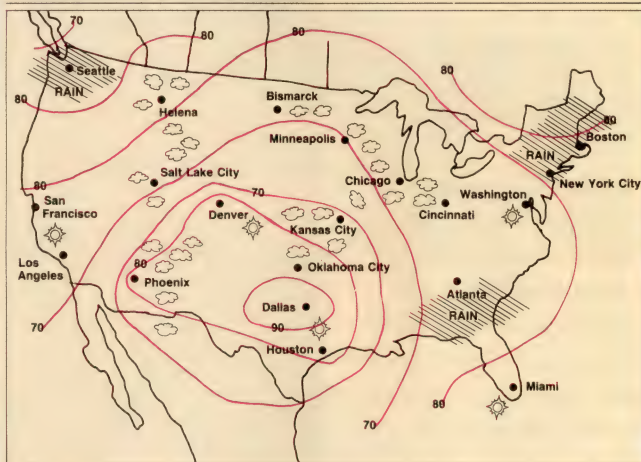 70
80
70
80
Seattle
RAIN
80
Helena
Bismarck
80
Minneapolis
80
Boston
RAIN
New York City
Salt Lake City
Chicago
Washington
80
San
Francisco
70
Denver
Kansas City
Cincinnati
Los
Angeles
80
Phoenix
Oklahoma City
Atlanta
RAIN
Dallas
90
70
Houston
Miami
80
70